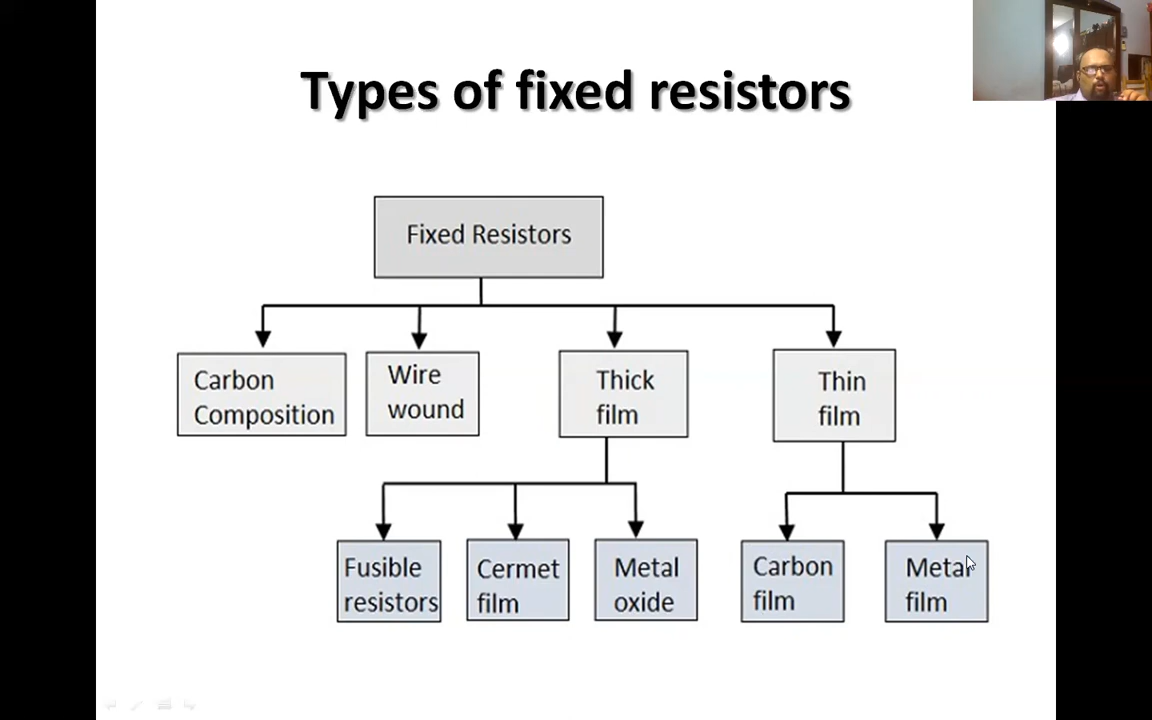 Types of fixed resistors
Fixed Resistors
Carbon
Composition
Wire
wound
Thick
film
Thin
film
Fusible
resistors
Cermet
film
Metal
oxide
Carbon
film
Metal
film